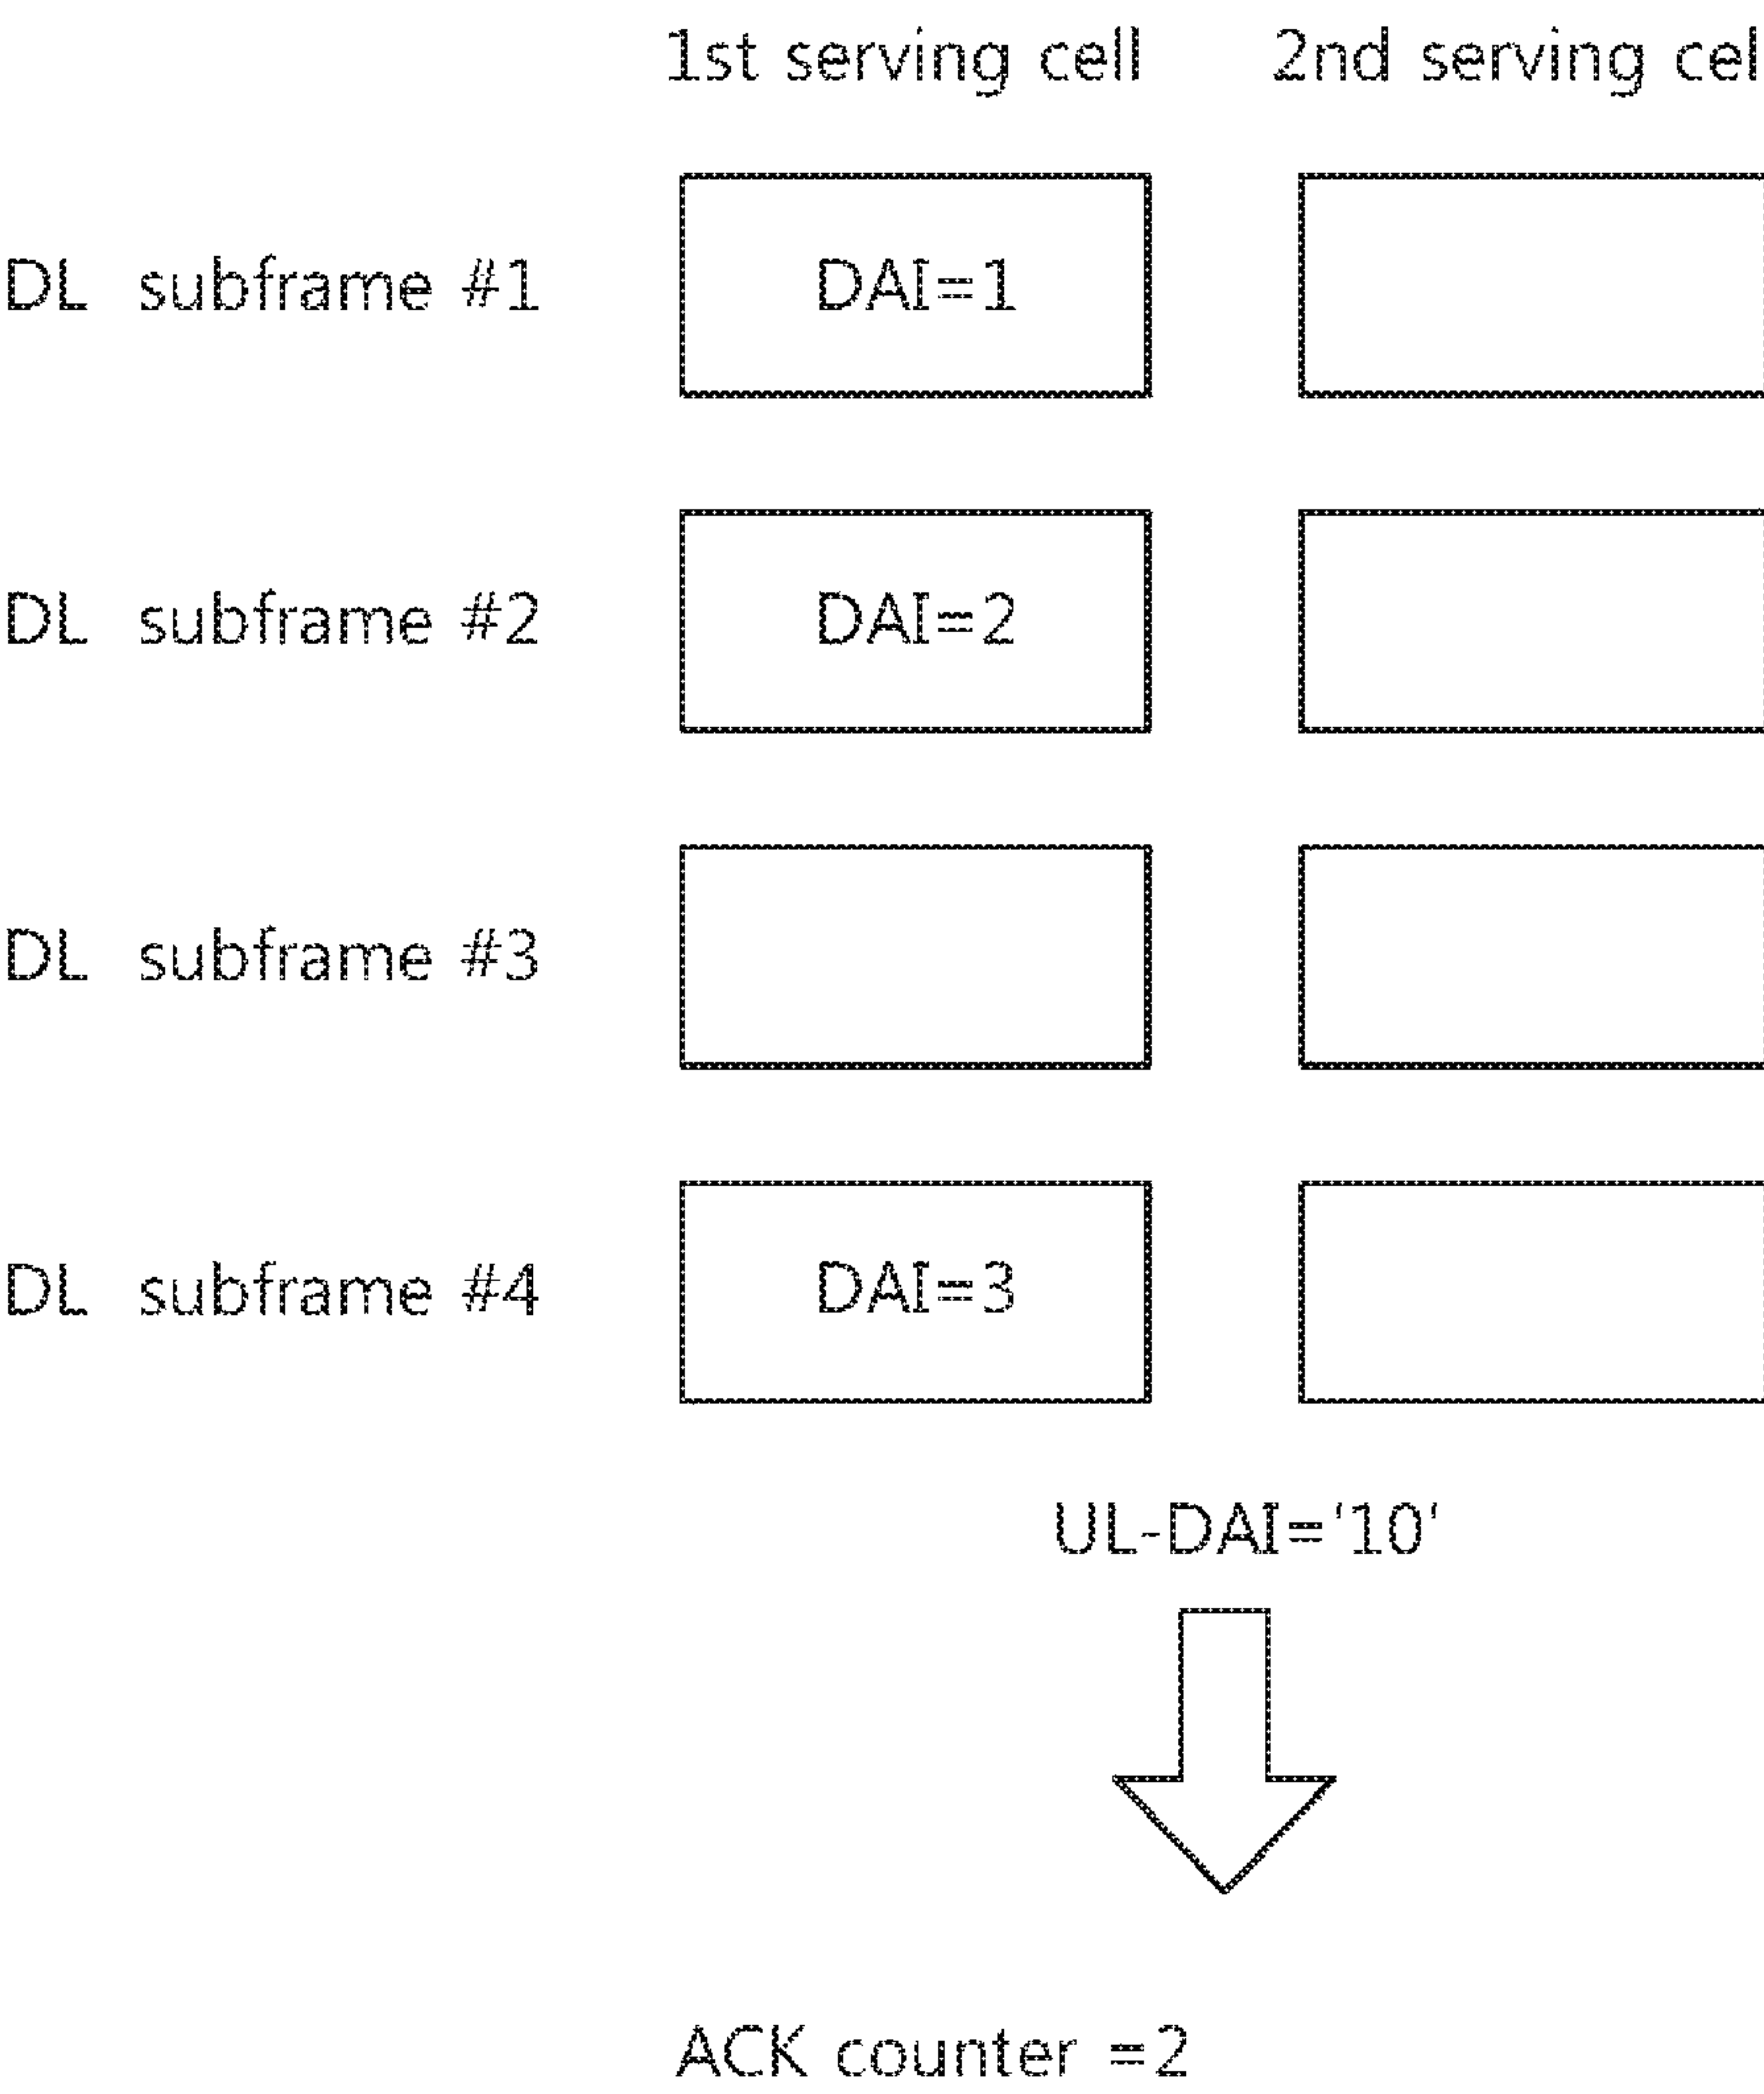 1st serving cell 2nd serving cel
DL subframe #1 DAI=1
DL subframe #2 DAI=2
DL subframe #3
DL subframe #4 DAI=3
UL-DAI='10'
ACK counter =2